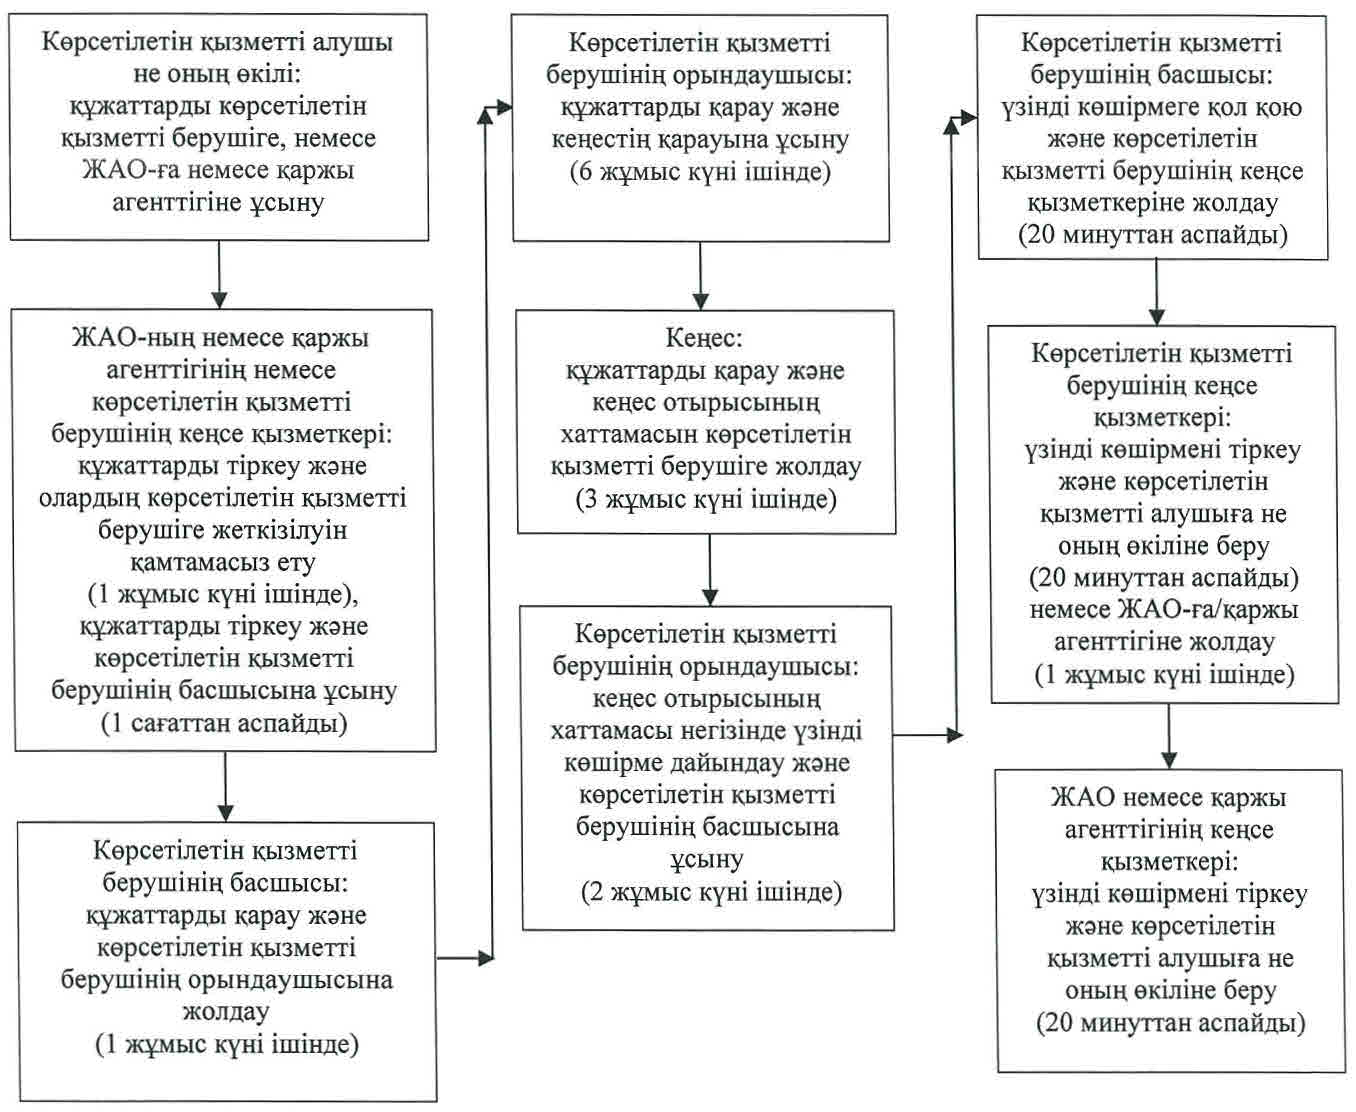 Көрсетілетін қызметті алушы
не оның өкілі:
құжаттарды көрсетілетін
қызметті берушіге, немесе
ЖАО-ға немесе қаржы
агенттігіне ұсыну
ЖАО-ның немесе қаржы
агенттігінің немесе
көрсетілетін қызметті
берушінің кеңсе қызметкері:
құжаттарды тіркеу және
олардың көрсетілетін қызметті
берушіге жеткізілуін
қамтамасыз ету
(1 жұмыс күні ішінде),
құжаттарды тіркеу және
көрсетілетін қызметті
берушінің басшысына ұсыну
(1 сағаттан аспайды)
Көрсетілетін қызметті
берушінің басшысы:
құжаттарды қарау және
көрсетілетін қызметті
берушінің орындаушысына
жолдау
(1 жұмыс күні ішінде)
Көрсетілетін қызметті
берушінің орындаушысы:
құжаттарды қарау және
кеңестің қарауына ұсыну
(6 жұмыс күні ішінде)
Кеңес:
құжаттарды қарау және
кеңес отырысының
хаттамасын көрсетілетін
қызметті берушіге жолдау
(3 жұмыс күні ішінде)
Көрсетілетін қызметті
берушінің орындаушысы:
кеңес отырысының
хаттамасы негізінде үзінді
көшірме дайындау және
көрсетілетін қызметті
берушінің басшысына
ұсыну
(2 жұмыс күні ішінде)
Көрсетілетін қызметті
берушінің басшысы:
үзінді көшірмеге қол қою
және көрсетілетін
қызметті берушінің кеңсе
қызметкеріне жолдау
(20 минуттан аспайды)
Көрсетілетін қызметті
берушінің кеңсе
қызметкері:
үзінді көшірмені тіркеу
және көрсетілетін
қызметті алушыға не
оның өкіліне беру
(20 минуттан аспайды)
немесе ЖАО-ға/қаржы
агенттігіне жолдау
(1 жұмыс күні ішінде)
ЖАО немесе қаржы
агенттігінің кеңсе
қызметкері:
үзінді көшірмені тіркеу
және көрсетілетін
қызметті алушыға не
оның өкіліне беру
(20 минуттан аспайды)